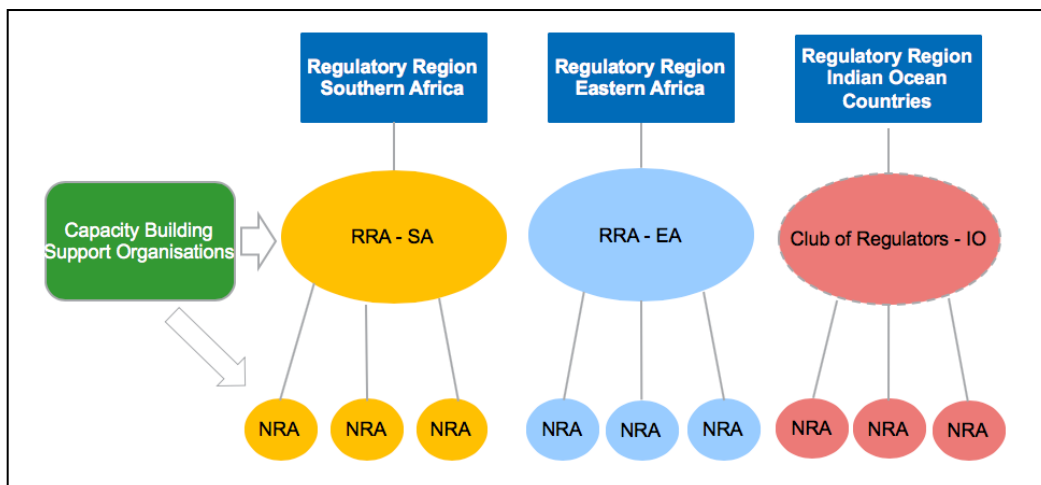 Regulatory Region
Southern Africa
Regulatory Region
Eastern Africa
Regulatory Region
Indian Ocean
Countries
Capacity Building
Support Organisations
RRA - SA
RRA - EA
Club of Regulators - IO
NRA
NRA
NRA
NRA
NRA
NRA
NRA
NRA
NRA